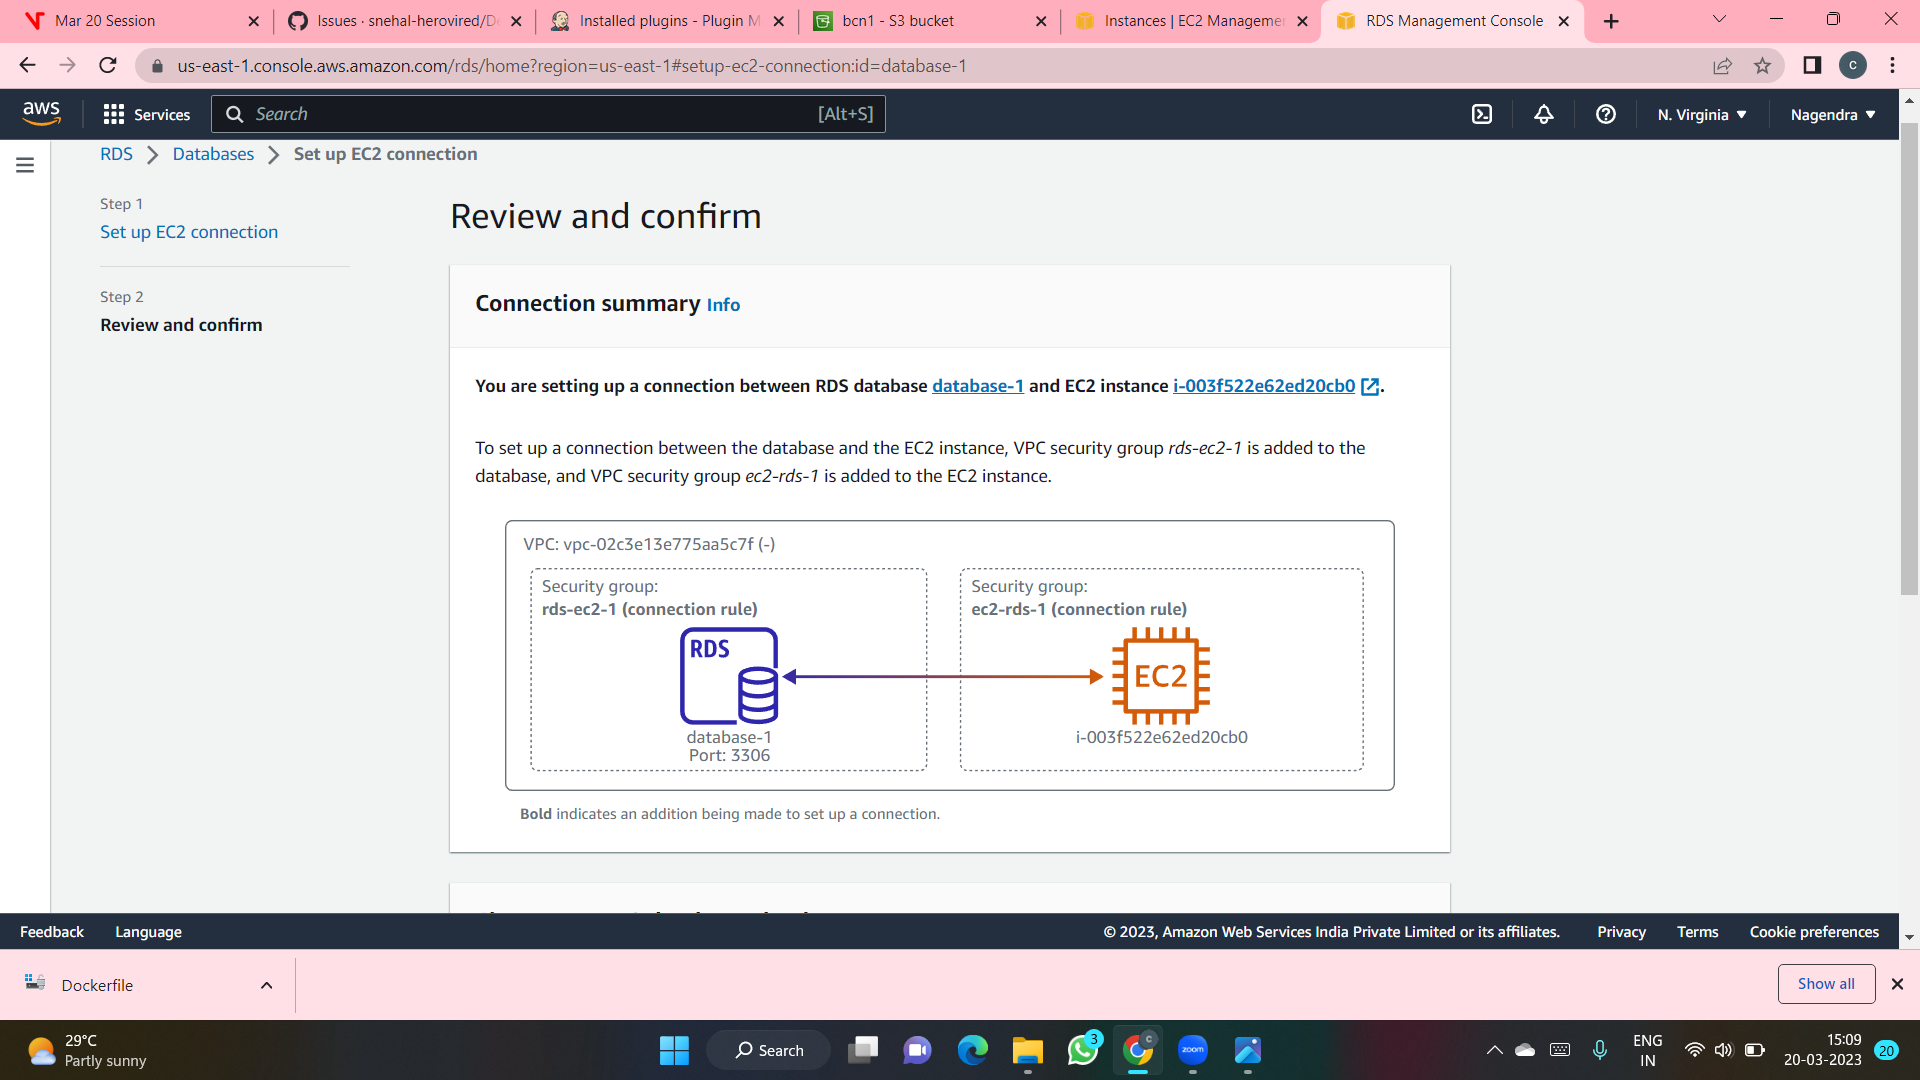 Mar 20 Session
Issues · snehal-herovired/De
Installed plugins - Plugin M
bcn1 - S3 bucket
Instances | EC2 Managemen
RDS Management Console
us-east-1.console.aws.amazon.com/rds/home?region=us-east-1#setup-ec2-connection:id=database-1
C
aws
Services
Search
[Alt+S]
N. Virginia
Nagendra
RDS
Databases
Set up EC2 connection
Step 1
Set up EC2 connection
Step 2
Review and confirm
Review and confirm
Connection summary Info
You are setting up a connection between RDS database database-1 and EC2 instance i-003f522e62ed20cb0.
To set up a connection between the database and the EC2 instance, VPC security group rds-ec2-1 is added to the
database, and VPC security group ec2-rds-1 is added to the EC2 instance.
VPC: vpc-02c3e13e775aa5c7f (-)
Security group:
rds-ec2-1 (connection rule)
RDS
database-1
Port: 3306
Security group:
ec2-rds-1 (connection rule)
EC2
i-003f522e62ed20cb0
Bold indicates an addition being made to set up a connection.
Feedback
Language
© 2023, Amazon Web Services India Private Limited or its affiliates.
Privacy
Terms
Cookie preferences
Dockerfile
Show all
29°C
Partly sunny
Search
3
C
zoom
ENG
IN
15:09
20-03-2023
20